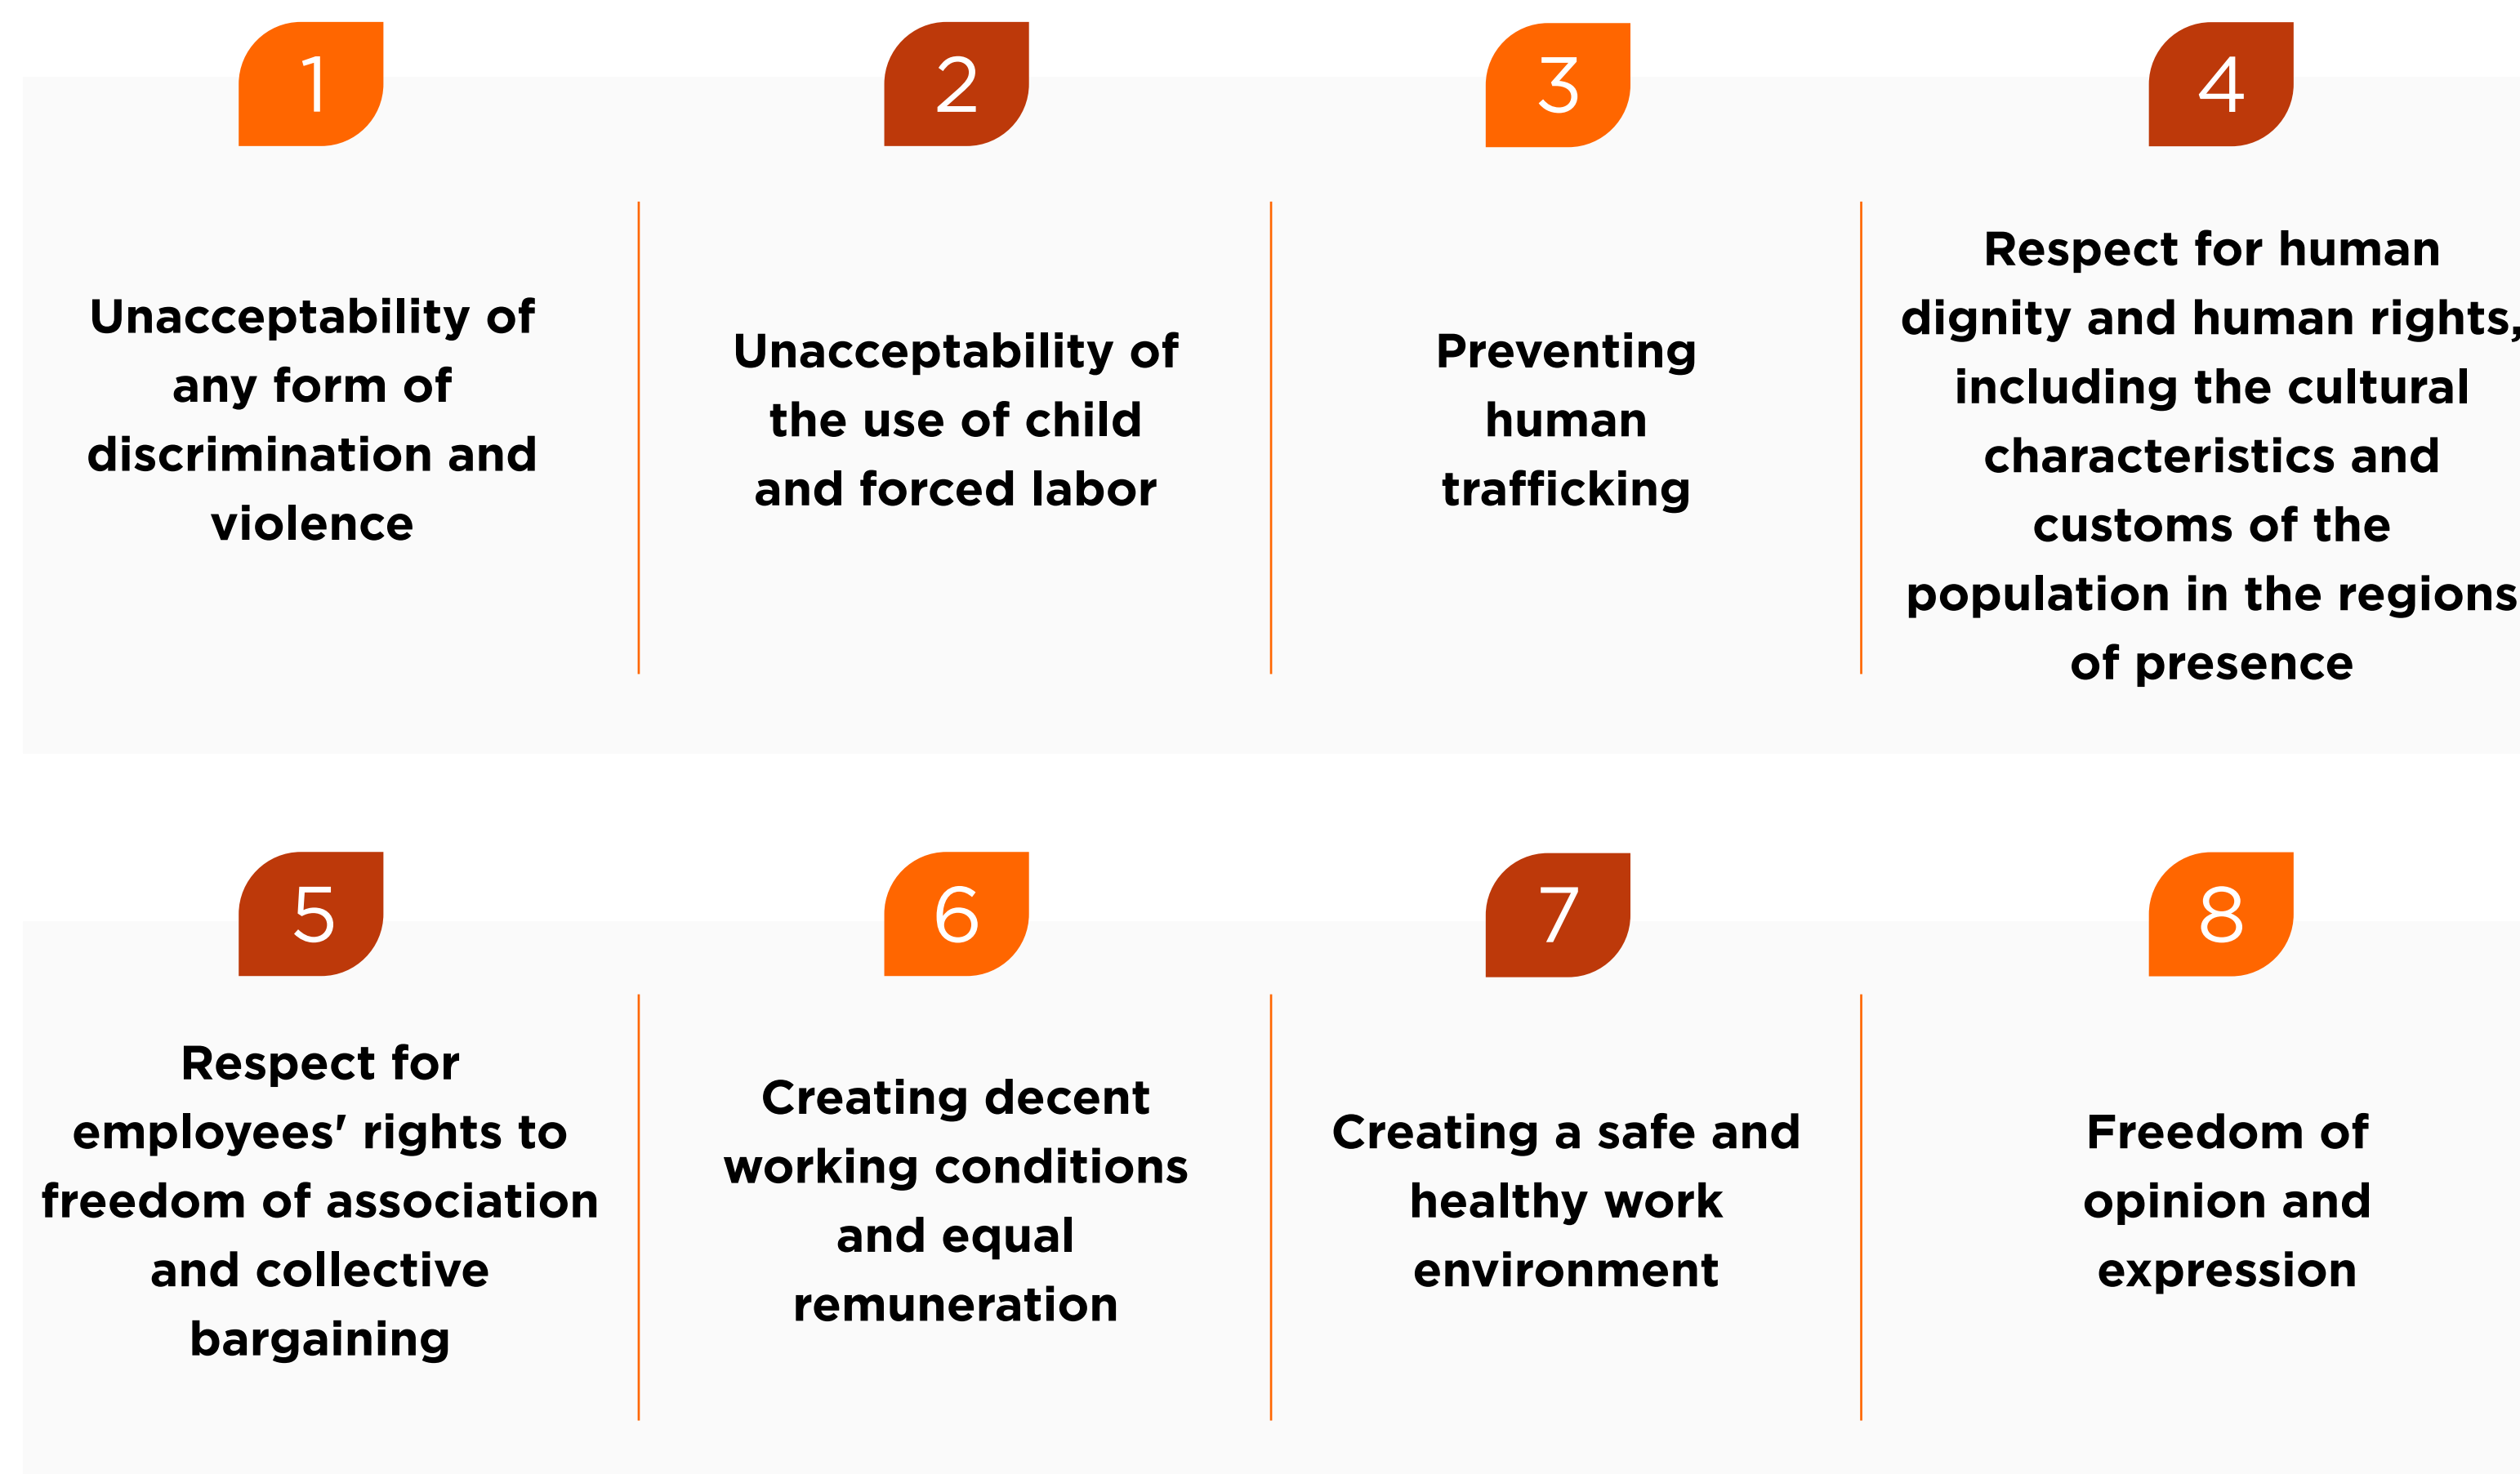 1
Unacceptability of
any form of
discrimination and
violence
2
Unacceptability of
the use of child
and forced labor
3
Preventing
human
trafficking
4
Respect for human
dignity and human rights,
including the cultural
characteristics and
customs of the
population in the regions
of presence
5
Respect for
employees' rights to
freedom of association
and collective
bargaining
6
Creating decent
working conditions
and equal
remuneration
7
Creating a safe and
healthy work
environment
8
Freedom of
opinion and
expression